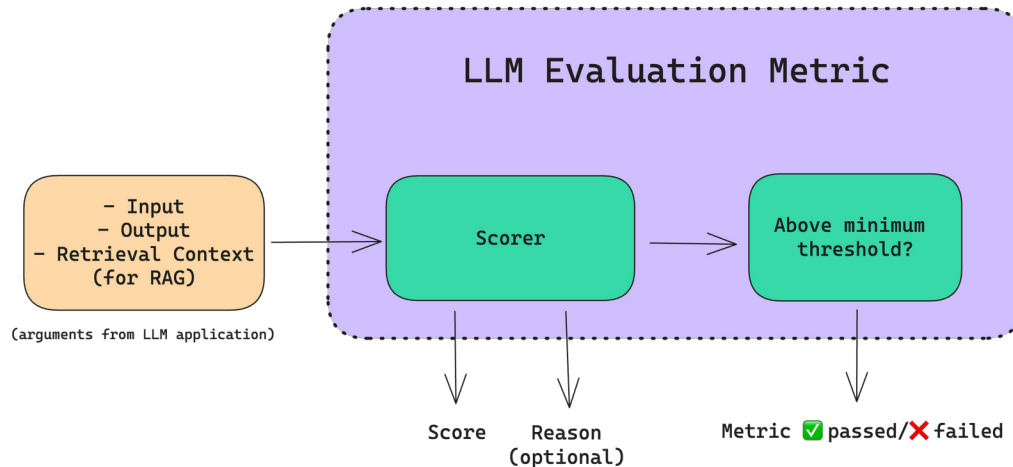 LLM Evaluation Metric
– Input
– Output
– Retrieval Context
(for RAG)
(arguments from LLM application)
Scorer
Above minimum
threshold?
Score
Reason
(optional)
Metric ✅ passed/❌ failed